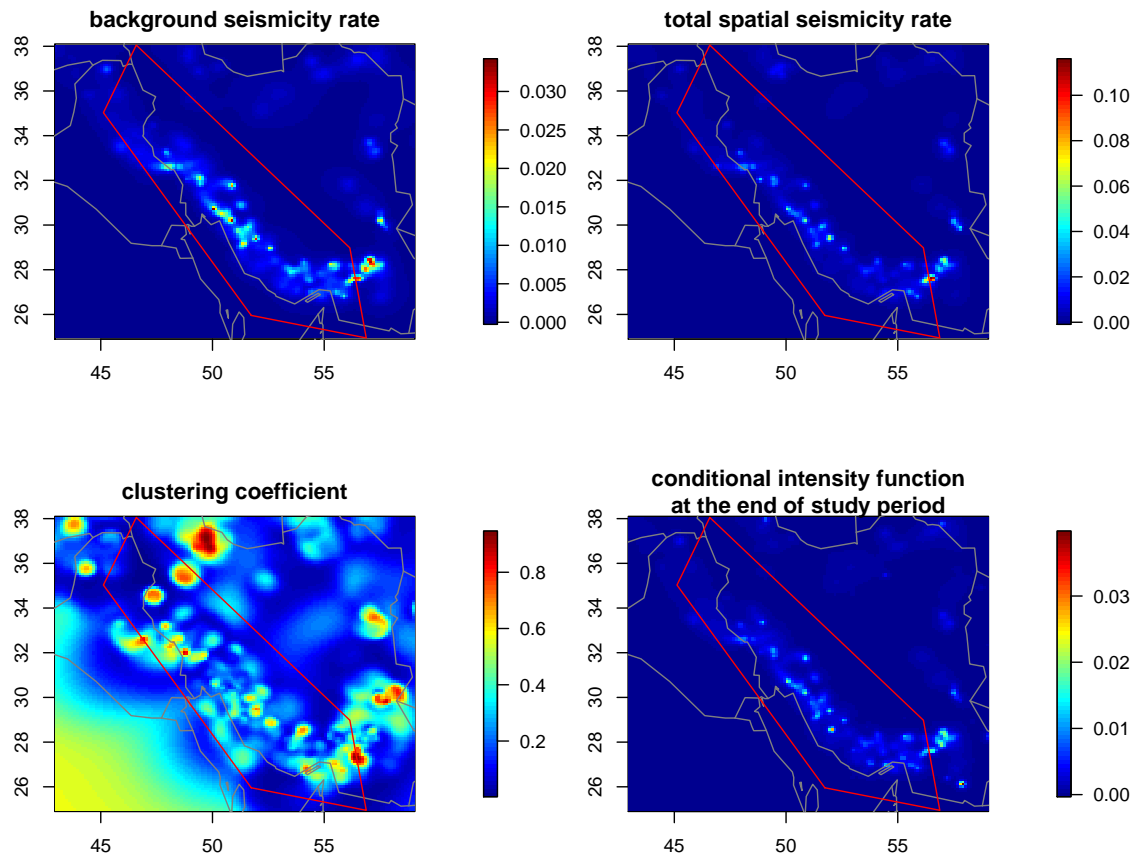 background seismicity rate
26 28 30 32 34 36 38
45 50 55
0.030
0.025
0.020
0.015
0.010
0.005
0.000
total spatial seismicity rate
26 28 30 32 34 36 38
45 50 55
0.10
0.08
0.06
0.04
0.02
0.00
clustering coefficient
26 28 30 32 34 36 38
45 50 55
0.8
0.6
0.4
0.2
conditional intensity function
at the end of study period
26 28 30 32 34 36 38
45 50 55
0.03
0.02
0.01
0.00